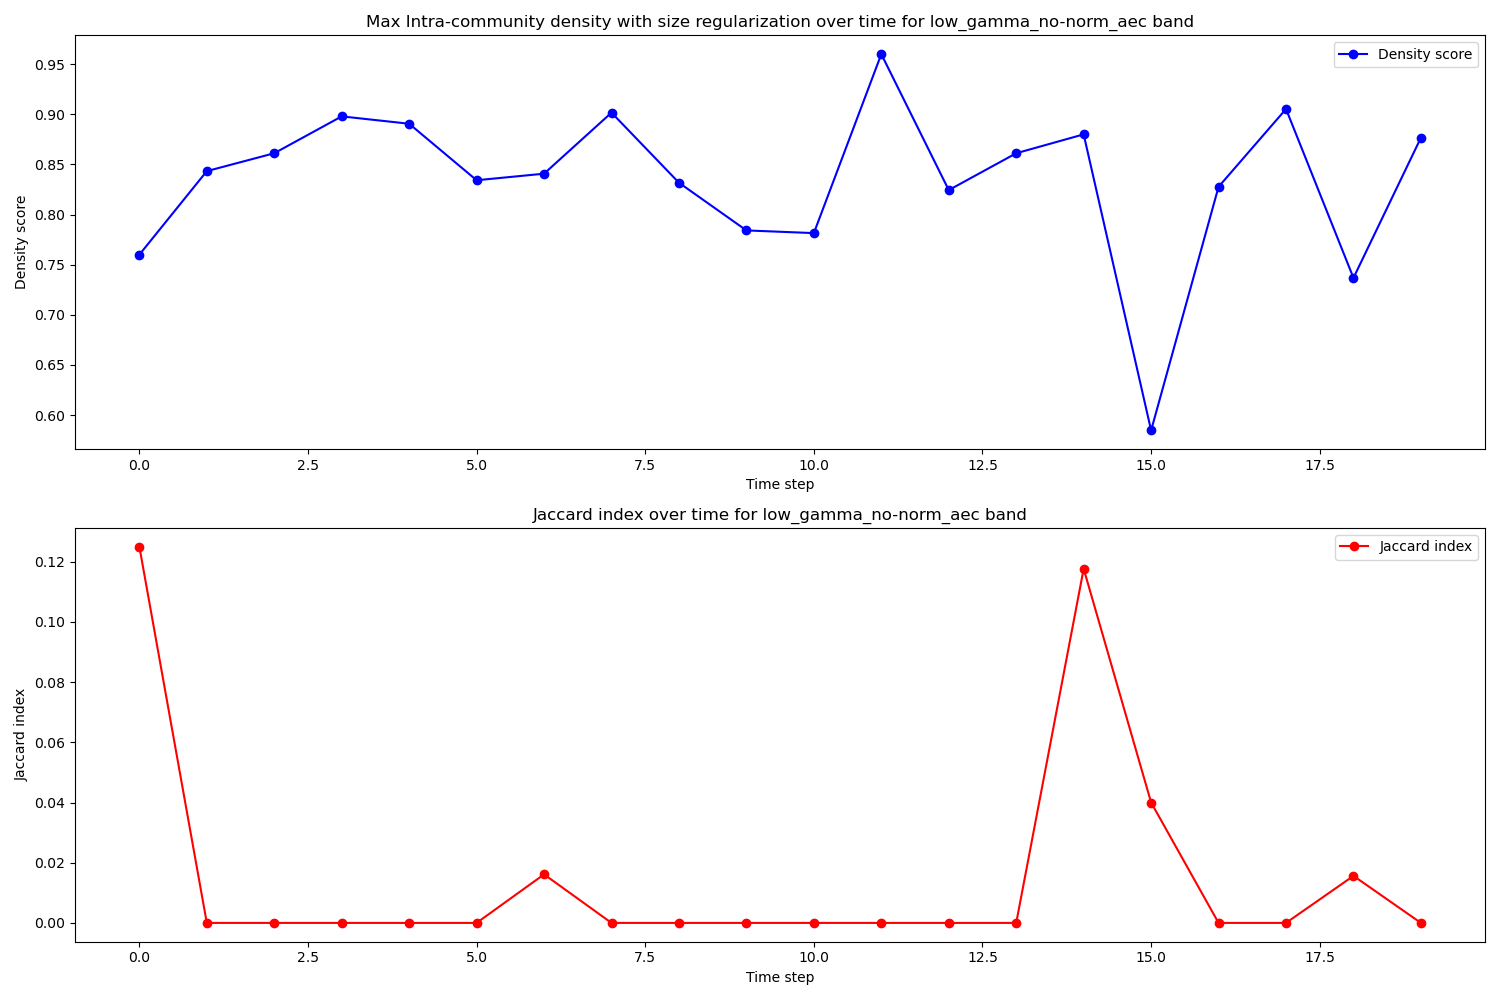 Max Intra-community density with size regularization over time for low_gamma_no-norm_aec band
Density score
0.95
0.90
0.85
0.80
0.75
0.70
0.65
0.60
Density score
0.0 2.5 5.0 7.5 10.0 12.5 15.0 17.5
Time step
Jaccard index over time for low_gamma_no-norm_aec band
Jaccard index
0.12
0.10
0.08
0.06
0.04
0.02
0.00
Jaccard index
0.0 2.5 5.0 7.5 10.0 12.5 15.0 17.5
Time step